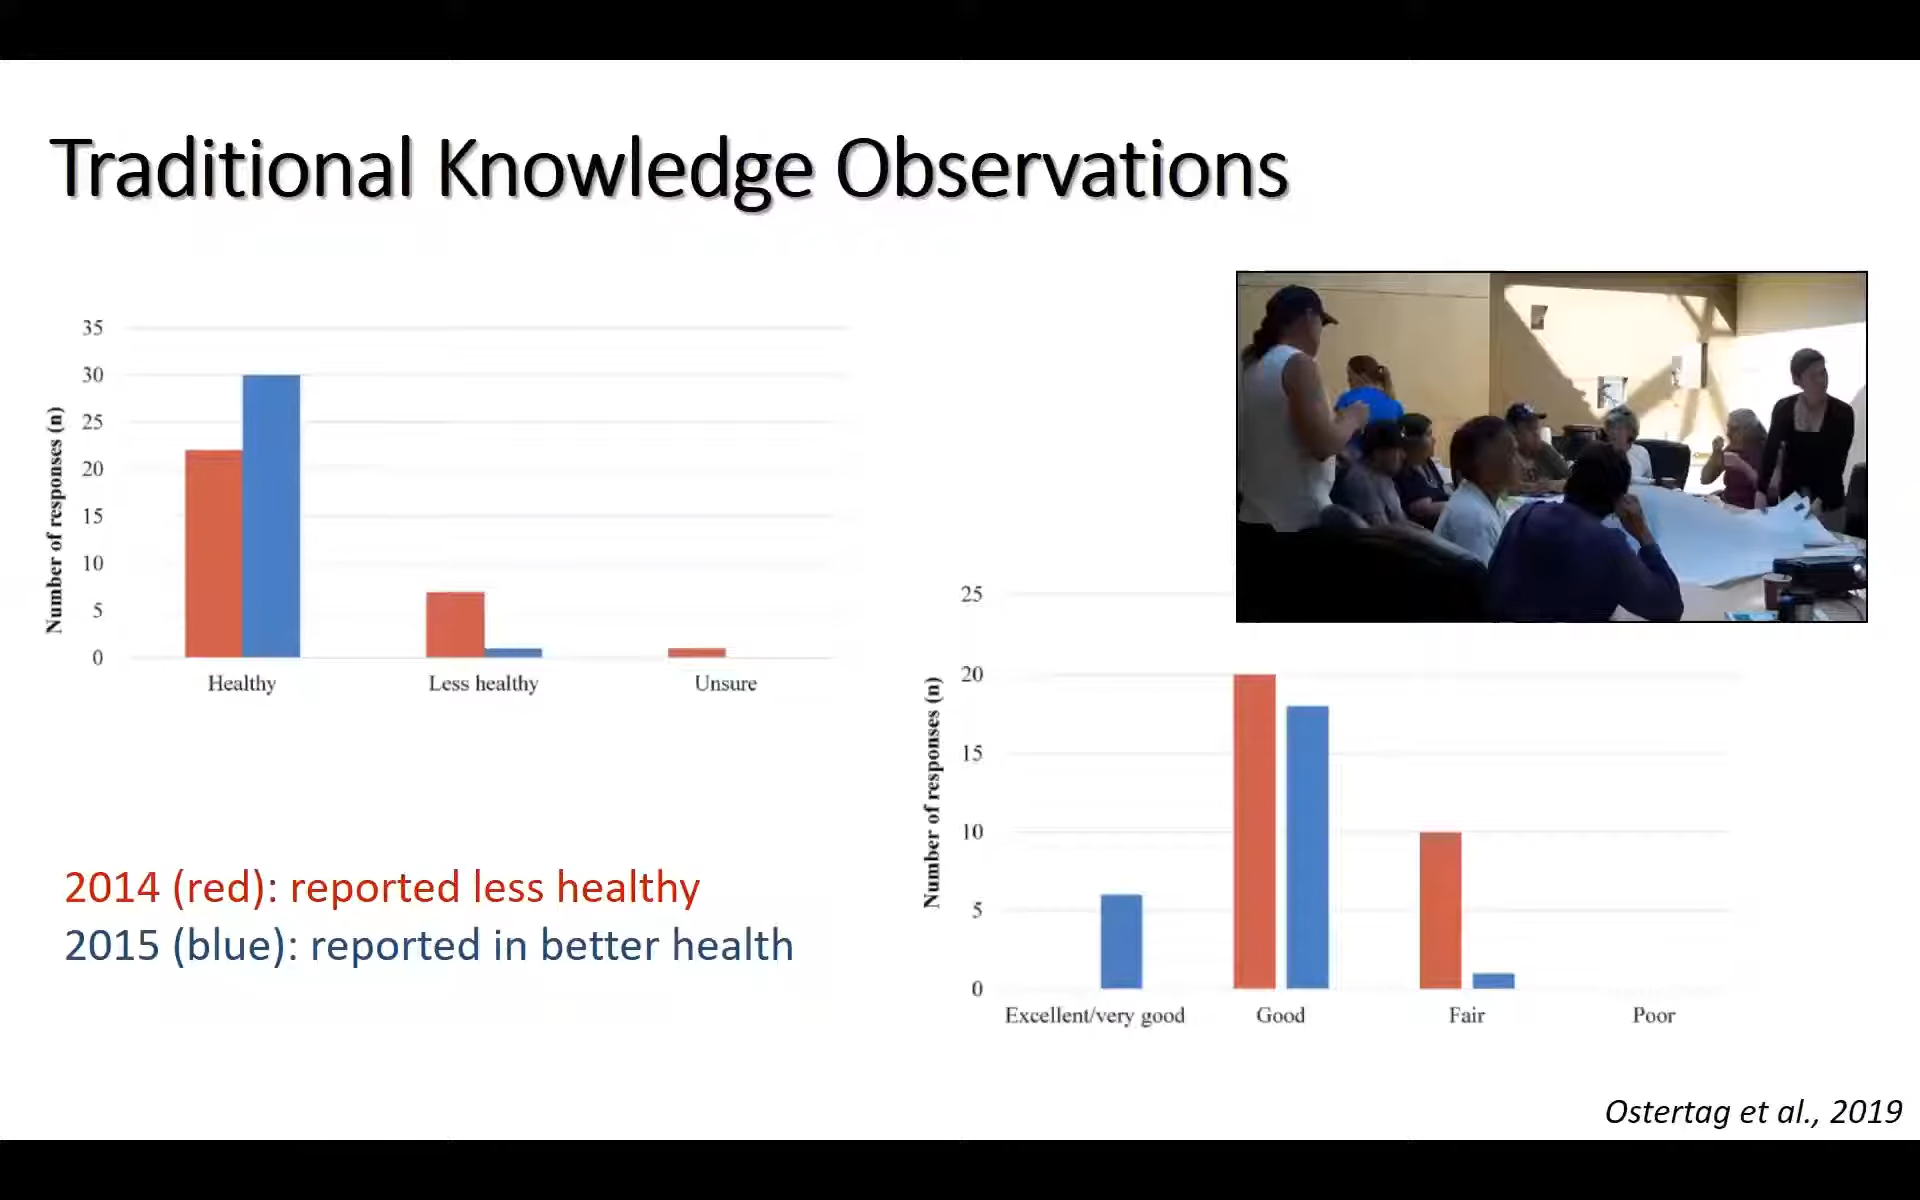 Traditional Knowledge Observations
Number of responses (n)
35
30
25
20
15
10
5
0
Healthy
Less healthy
Unsure
Number of responses (n)
25
20
15
10
5
0
Excellent/very good
Good
Fair
Poor
2014 (red): reported less healthy
2015 (blue): reported in better health
Ostertag et al., 2019